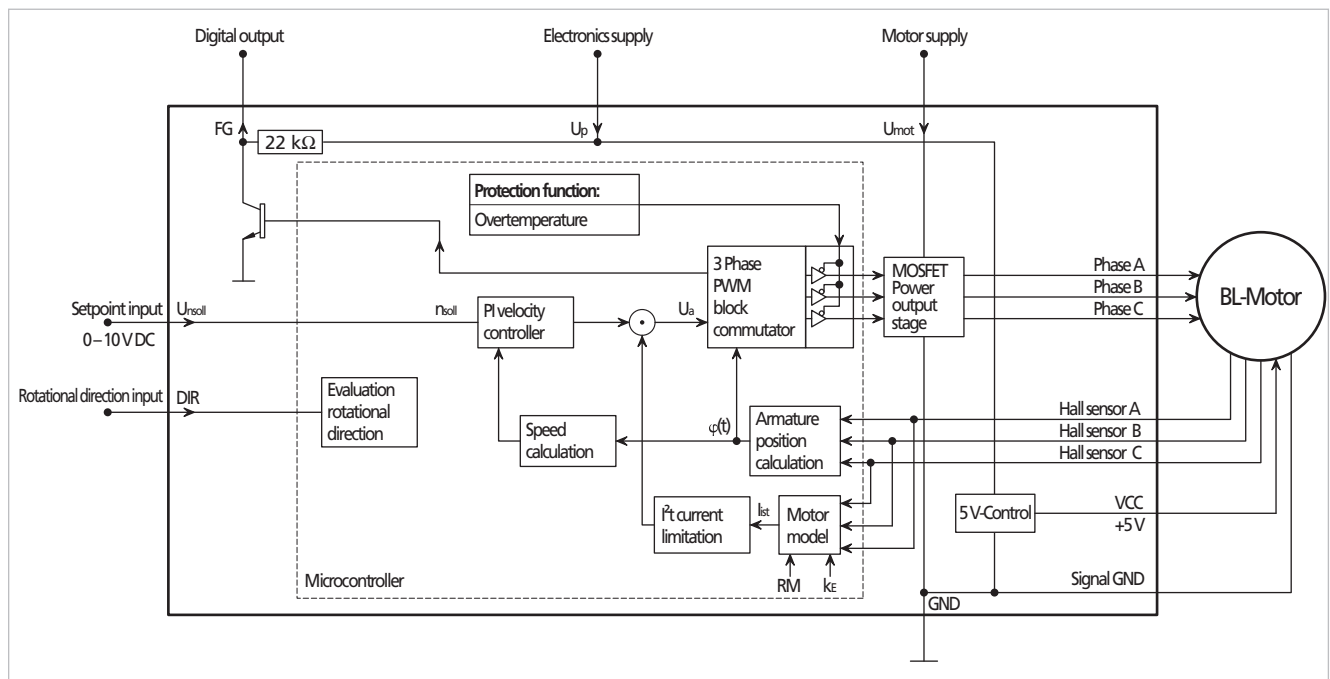 Digital output
Electronics supply
Motor supply
FG
22 kΩ
Up
Umot
Protection function:
Overtemperature
3 Phase
PWM
block
commutator
MOSFET
Power
output
stage
Phase A
Phase B
Phase C
BL-Motor
Setpoint input
0–10 V DC
Unsoll
nsoll
PI velocity
controller
Ua
Rotational direction input
DIR
Evaluation
rotational
direction
Speed
calculation
φ(t)
Armature
position
calculation
Hall sensor A
Hall sensor B
Hall sensor C
I²t current
limitation
Iist
Motor
model
5 V-Control
VCC
+5 V
RM
kE
Microcontroller
Signal GND
GND